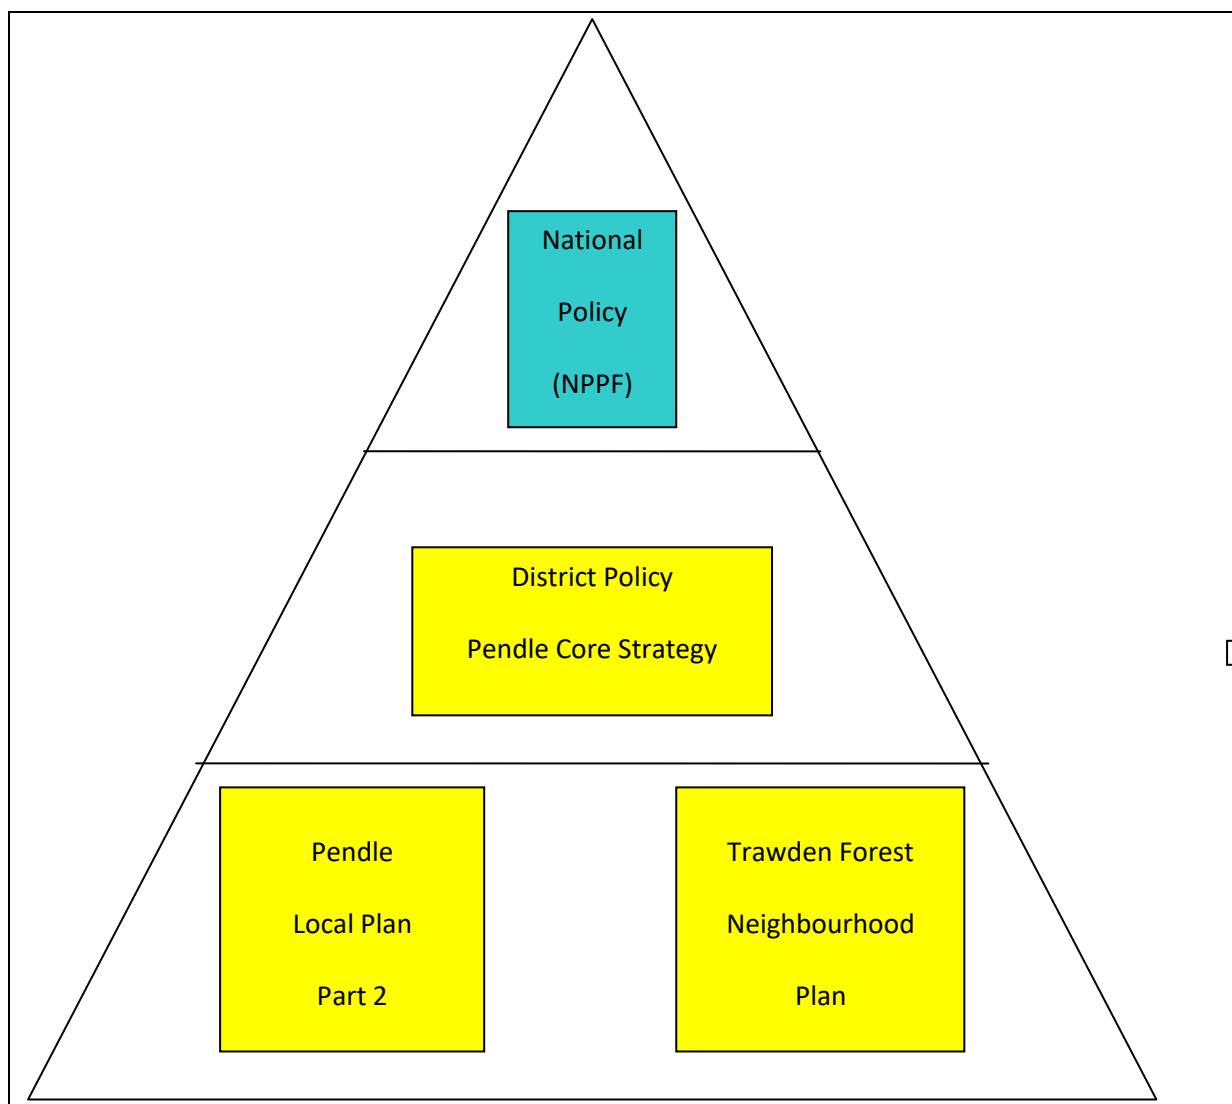 National
Policy
(NPPF)
District Policy
Pendle Core Strategy
Pendle
Local Plan
Part 2
Trawden Forest
Neighbourhood
Plan